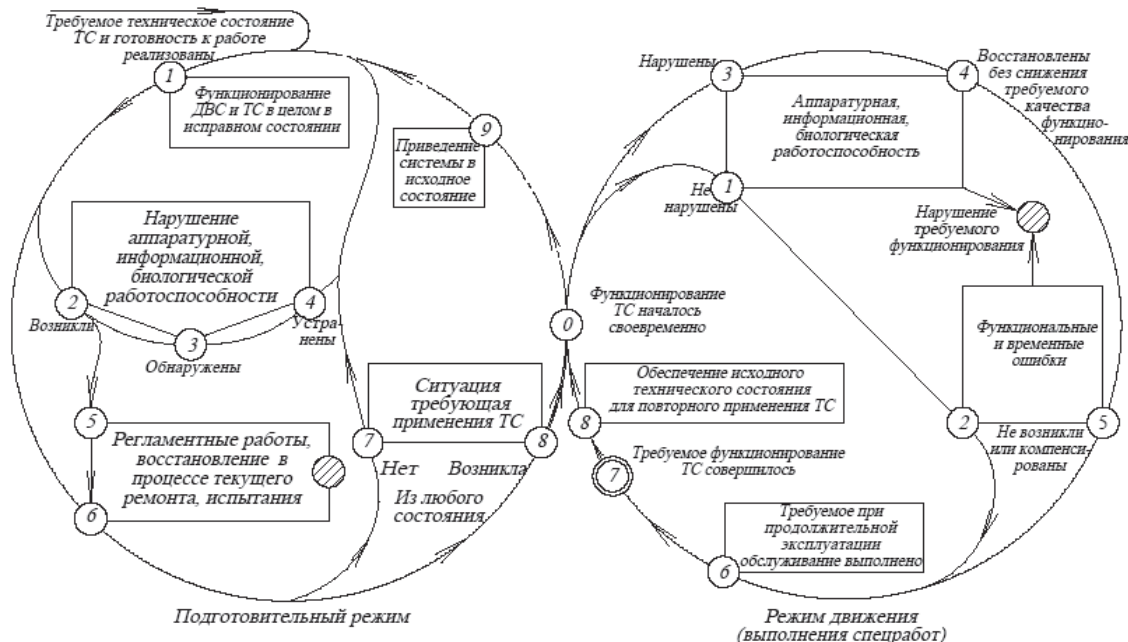 Требуемое техническое состояние
ТС и готовность к работе
реализованы
1
Функционирование
ДВС и ТС в целом в
исправном состоянии
9
Приведение
системы в
исходное
состояние
Нарушение
аппаратурной,
информационной,
биологической
работоспособности
2
Возникли
3
Обнаружены
4
Устра-
нены
5
Регламентные работы,
восстановление в
процессе текущего
ремонта, испытания
6
Ситуация
требующая
применения ТС
7
8
Нет
Возникла
Из любого
состояния
Подготовительный режим
0
Функционирование
ТС началось
своевременно
Нарушены
3
4
Восстановлены
без снижения
требуемого
качества
функцио-
нирования
Аппаратурная,
информационная,
биологическая
работоспособность
1
Не
нарушены
Нарушение
требуемого
функционирования
Функциональные
и временные
ошибки
2
5
Не возникли
или компенси-
рованы
Обеспечение исходного
технического состояния
для повторного применения ТС
8
Требуемое функционирование
ТС совершилось
7
Требуемое при
продолжительной
эксплуатации
обслуживание выполнено
6
Режим движения
(выполнения спецработ)